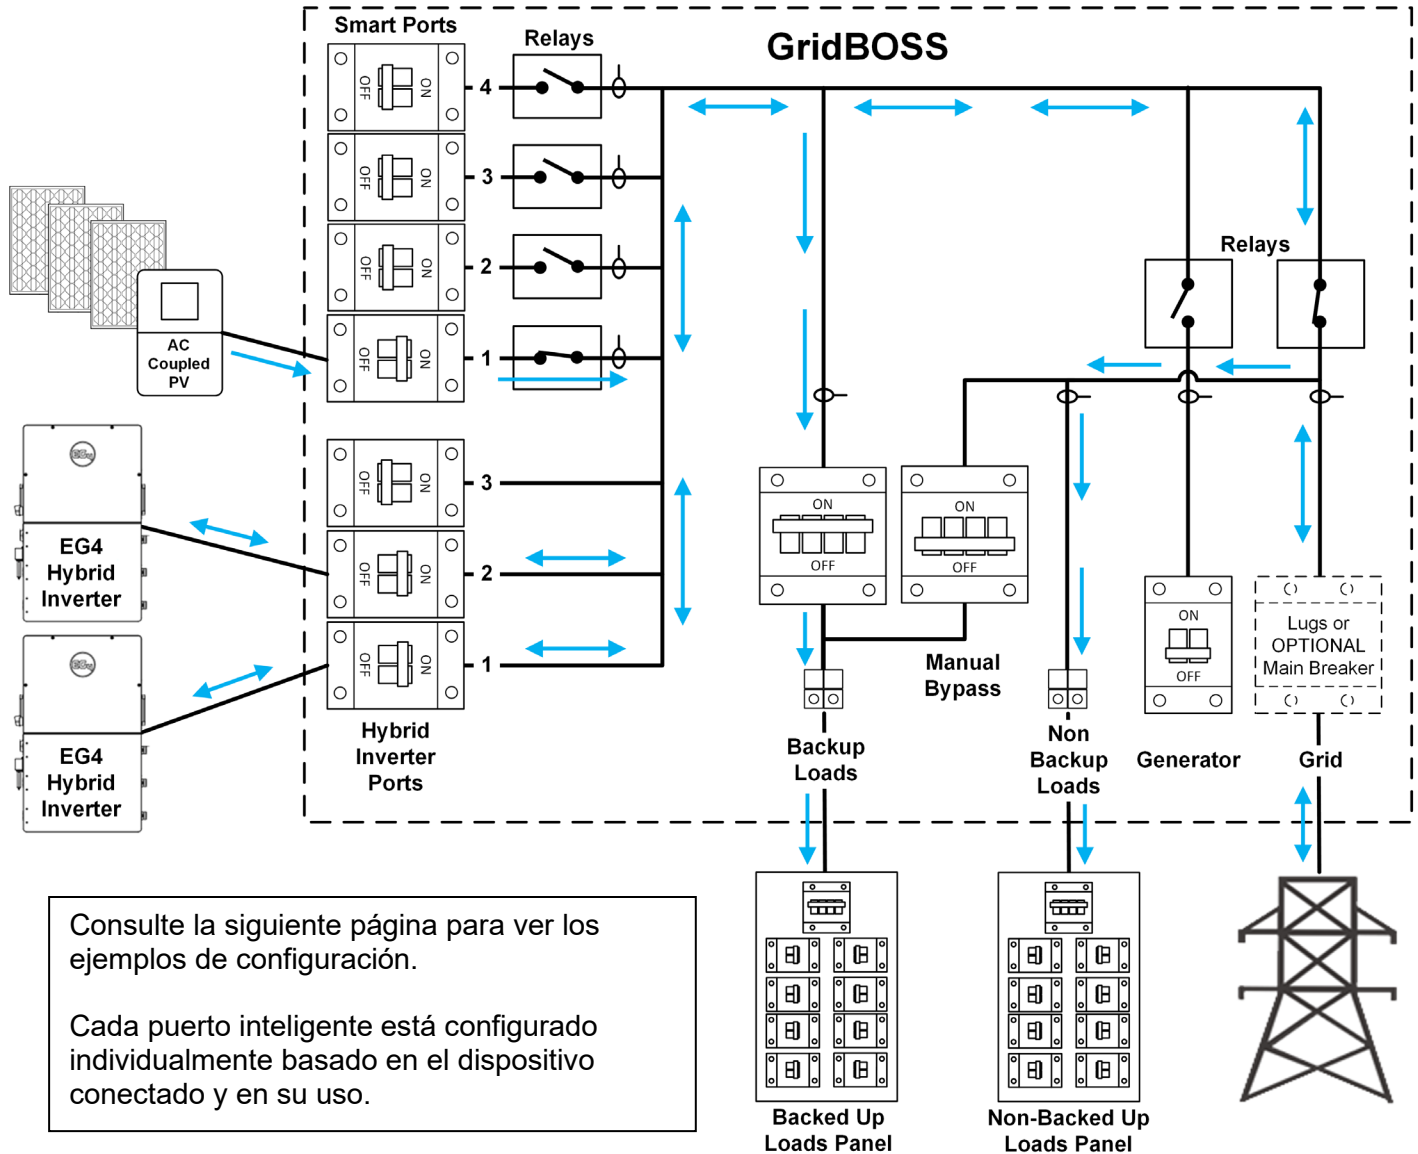 Smart Ports
Relays
GridBOSS
OFF
ON
4
OFF
ON
3
OFF
ON
2
OFF
ON
1
Relays
AC
Coupled
PV
OFF
ON
3
EG4
Hybrid
Inverter
OFF
ON
2
OFF
ON
1
EG4
Hybrid
Inverter
Hybrid
Inverter
Ports
ON
OFF
ON
OFF
Manual
Bypass
ON
OFF
Lugs or
OPTIONAL
Main Breaker
Backup
Loads
Non
Backup
Loads
Generator
Grid
Consulte la siguiente página para ver los
ejemplos de configuración.
Cada puerto inteligente está configurado
individualmente basado en el dispositivo
conectado y en su uso.
Backed Up
Loads Panel
Non-Backed Up
Loads Panel